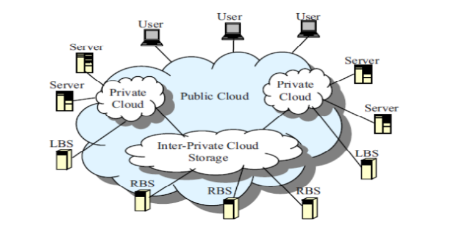 User
User
User
Server
Server
Server
Private
Cloud
Public Cloud
Private
Cloud
Server
LBS
Inter-Private Cloud
Storage
LBS
RBS
RBS
RBS